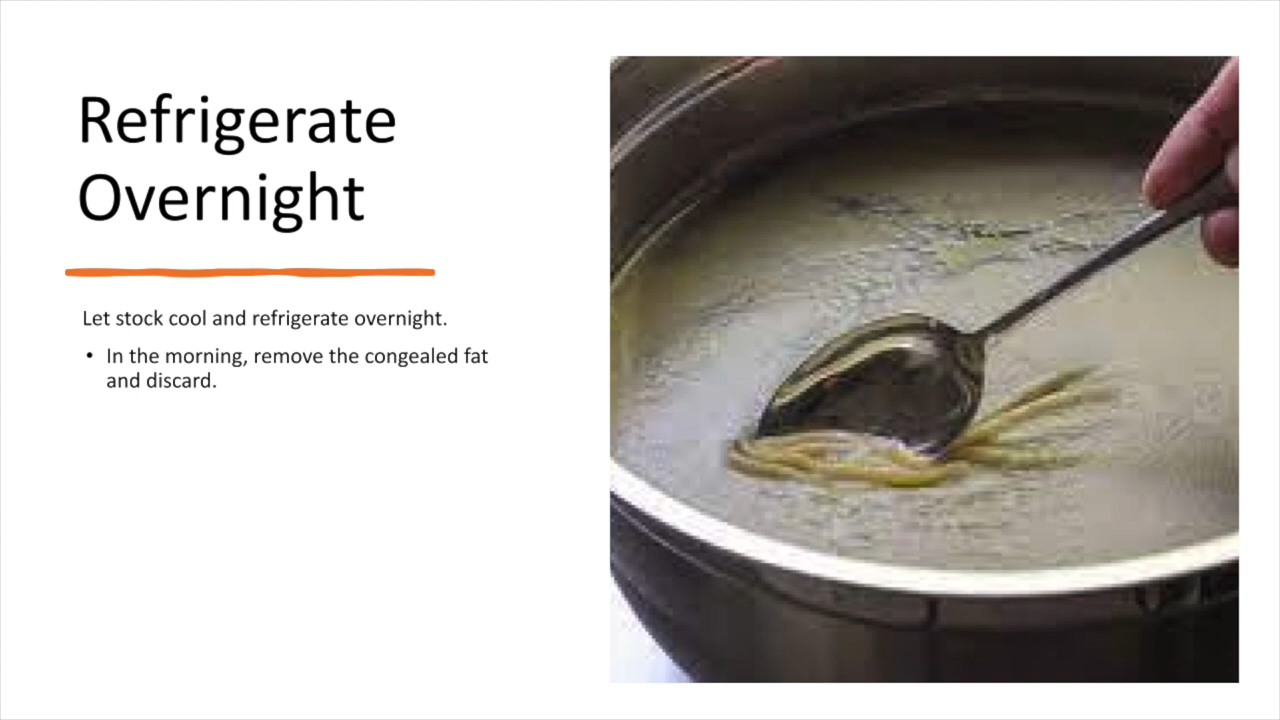 Refrigerate
Overnight
Let stock cool and refrigerate overnight.
• In the morning, remove the congealed fat
and discard.